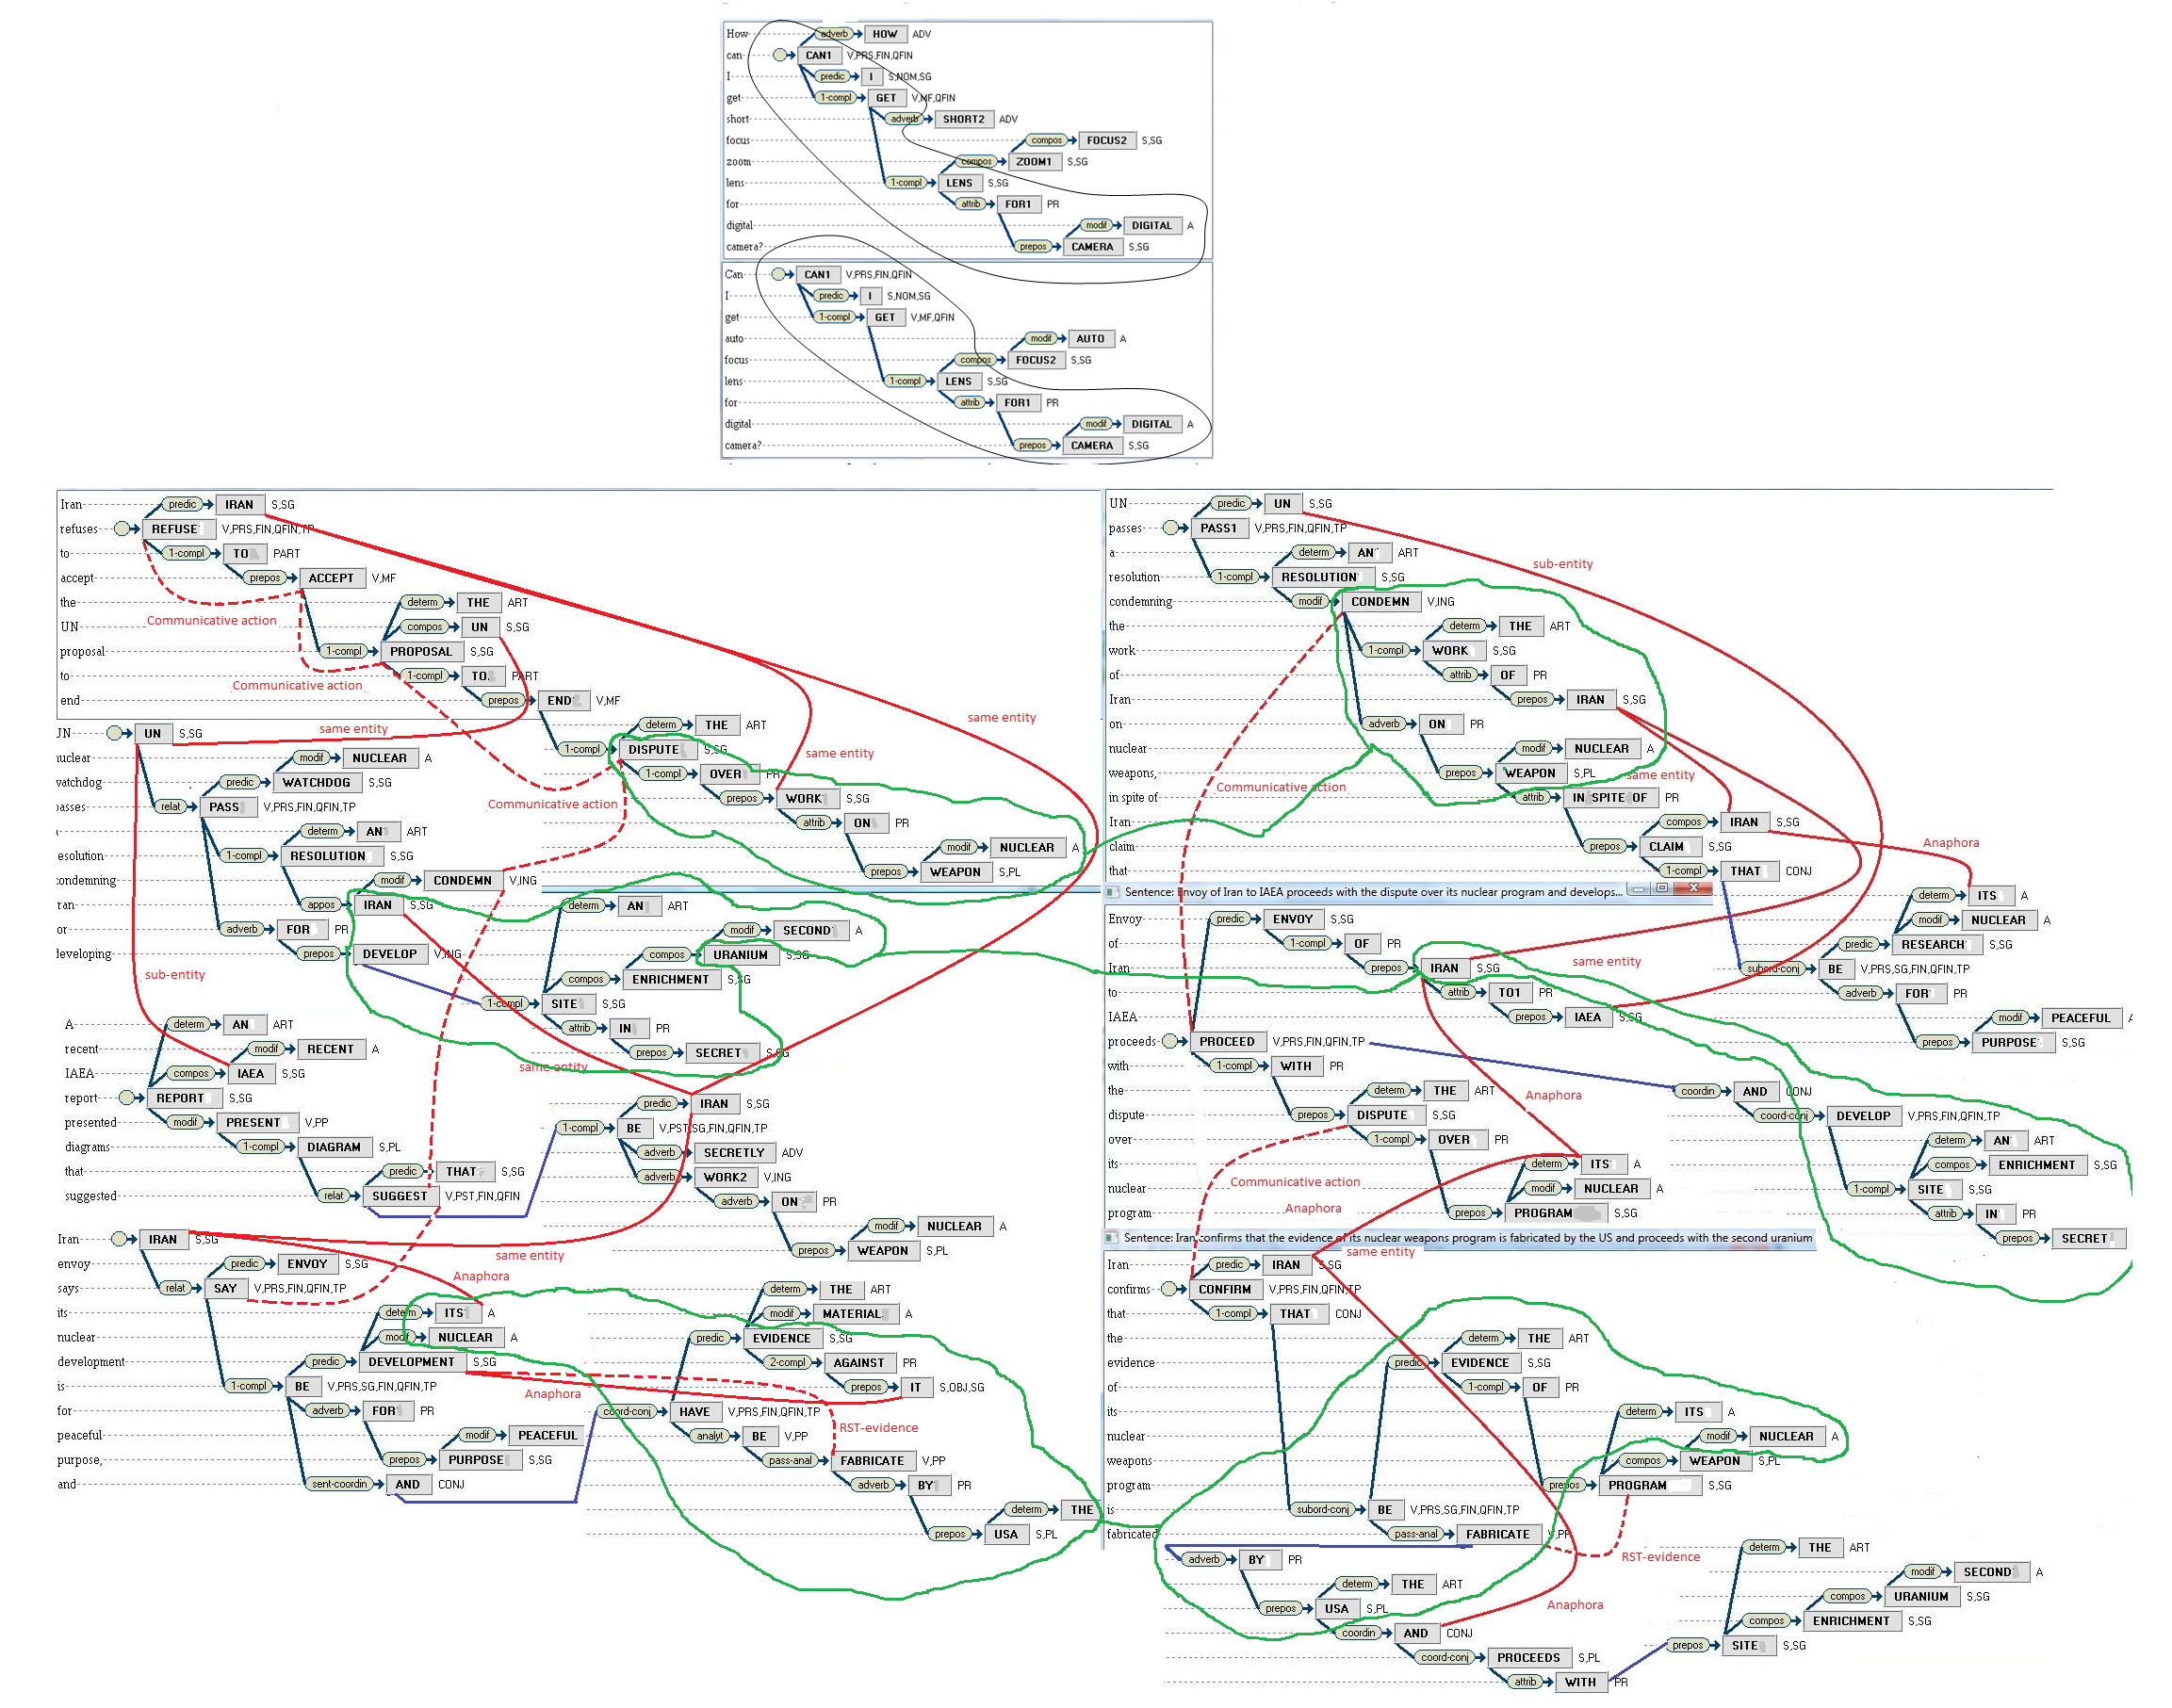 How adverb HOW ADV
can CAN1 V,PRS,FIN,QFIN
I predic I S,NOM,SG
get 1-compl GET V,MF,QFIN
short adverb SHORT2 ADV
focus compos FOCUS2 S,SG
zoom compos ZOOM1 S,SG
lens 1-compl LENS S,SG
for attrib FOR1 PR
digital modif DIGITAL A
camera? prepos CAMERA S,SG
Can CAN1 V,PRS,FIN,QFIN
I predic I S,NOM,SG
get 1-compl GET V,MF,QFIN
auto modif AUTO A
focus compos FOCUS2 S,SG
lens 1-compl LENS S,SG
for attrib FOR1 PR
digital modif DIGITAL A
camera? prepos CAMERA S,SG
Iran predic IRAN S,SG
refuses REFUSE V,PRS,FIN,QFIN,TP
to 1-compl TO PART
accept prepos ACCEPT V,MF
the determ THE ART
Communicative action
UN compos UN S,SG
proposal 1-compl PROPOSAL S,SG
to 1-compl TO PART
Communicative action
end prepos END V,MF
same entity
same entity
UN S,SG
determ THE ART
1-compl DISPUTE S,SG
same entity
nuclear modif NUCLEAR A
1-compl OVER PR
watchdog predic WATCHDOG S,SG
prepos WORK S,SG
passes relat PASS V,PRS,FIN,QFIN,TP
Communicative action
attrib ON PR
determ AN ART
modif NUCLEAR A
resolution 1-compl RESOLUTION S,SG
prepos WEAPON S,PL
condemning modif CONDEMN V,ING
ran appos IRAN S,SG
determ AN ART
or adverb FOR PR
modif SECOND A
developing prepos DEVELOP V,ING
compos URANIUM S,SG
sub-entity
compos ENRICHMENT S,SG
1-compl SITE S,SG
attrib IN PR
prepos SECRET S,SG
same entity
A determ AN ART
recent modif RECENT A
IAEA compos IAEA S,SG
report REPORT S,SG
presented modif PRESENT V,PP
diagrams 1-compl DIAGRAM S,PL
that predic THAT S,SG
suggested relat SUGGEST V,PST,FIN,QFIN
predic IRAN S,SG
1-compl BE V,PST,SG,FIN,QFIN,TP
adverb SECRETLY ADV
adverb WORK2 V,ING
adverb ON PR
modif NUCLEAR A
prepos WEAPON S,PL
Iran IRAN S,SG
same entity
envoy predic ENVOY S,SG
Anaphora
says relat SAY V,PRS,FIN,QFIN,TP
its determ ITS A
nuclear modif NUCLEAR A
development predic DEVELOPMENT S,SG
is 1-compl BE V,PRS,SG,FIN,QFIN,TP
for adverb FOR PR
peaceful modif PEACEFUL
purpose, prepos PURPOSE S,SG
and sent-coordin AND CONJ
determ THE ART
modif MATERIAL A
predic EVIDENCE S,SG
2-compl AGAINST PR
prepos IT S,OBJ,SG
Anaphora
coord-conj HAVE V,PRS,FIN,QFIN,TP
RST-evidence
analyt BE V,PP
pass-anal FABRICATE V,PP
adverb BY PR
determ THE
prepos USA S,PL
UN predic UN S,SG
passes PASS1 V,PRS,FIN,QFIN,TP
a determ AN ART
sub-entity
resolution 1-compl RESOLUTION S,SG
condemning modif CONDEMN V,ING
the determ THE ART
work 1-compl WORK S,SG
of attrib OF PR
Iran prepos IRAN S,SG
on adverb ON PR
nuclear modif NUCLEAR A
weapons, prepos WEAPON S,PL
same entity
Communicative action
in spite of attrib IN SPITE OF PR
Iran compos IRAN S,SG
claim prepos CLAIM S,SG
Anaphora
that 1-compl THAT CONJ
Sentence: Envoy of Iran to IAEA proceeds with the dispute over its nuclear program and develops...
determ ITS A
modif NUCLEAR A
predic RESEARCH S,SG
subord-conj BE V,PRS,SG,FIN,QFIN,TP
adverb FOR PR
modif PEACEFUL
prepos PURPOSE S,SG
Envoy predic ENVOY S,SG
of 1-compl OF PR
same entity
Iran prepos IRAN S,SG
to attrib TO1 PR
IAEA prepos IAEA S,SG
proceeds PROCEED V,PRS,FIN,QFIN,TP
with 1-compl WITH PR
the determ THE ART
Anaphora
dispute prepos DISPUTE S,SG
over 1-compl OVER PR
its determ ITS A
Communicative action
nuclear modif NUCLEAR A
Anaphora
program prepos PROGRAM S,SG
coordin AND CONJ
coord-conj DEVELOP V,PRS,FIN,QFIN,TP
determ AN ART
compos ENRICHMENT S,SG
1-compl SITE S,SG
attrib IN PR
prepos SECRET
Sentence: Iran confirms that the evidence of its nuclear weapons program is fabricated by the US and proceeds with the second uranium
same entity
Iran predic IRAN S,SG
confirms CONFIRM V,PRS,FIN,QFIN,TP
that 1-compl THAT CONJ
the determ THE ART
evidence predic EVIDENCE S,SG
of 1-compl OF PR
its determ ITS A
nuclear modif NUCLEAR A
weapons compos WEAPON S,PL
program prepos PROGRAM S,SG
is subord-conj BE V,PRS,SG,FIN,QFIN,TP
fabricated pass-anal FABRICATE V,PP
RST-evidence
adverb BY PR
determ THE ART
prepos USA S,PL
Anaphora
coordin AND CONJ
coord-conj PROCEEDS S,PL
attrib WITH PR
determ THE ART
modif SECOND A
compos URANIUM S,SG
compos ENRICHMENT S,SG
prepos SITE S,SG